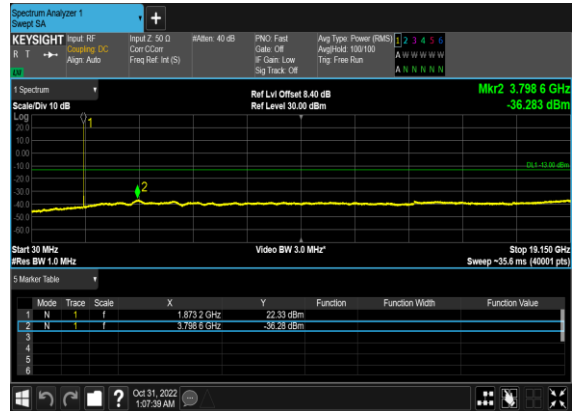 Spectrum Analyzer 1
Swept SA
+
KEYSIGHT Input: RF Input Z: 50 Ω #Atten: 40 dB PNO: Fast Avg Type: Power (RMS) 1 2 3 4 5 6
R T Coupling: DC Corr CCorr Gate: Off Avg|Hold: 100/100 A W W W W W
Align: Auto Freq Ref: Int (S) IF Gain: Low Trig: Free Run
Sig Track: Off A N N N N N
1 Spectrum Ref Lvl Offset 8.40 dB Mkr2 3.798 6 GHz
Scale/Div 10 dB Ref Level 30.00 dBm -36.283 dBm
Log
20.0
10.0
0.00
-10.0
-20.0
-30.0
-40.0
-50.0
-60.0
1
2
DL1 -13.00 dBm
Start 30 MHz Video BW 3.0 MHz* Stop 19.150 GHz
#Res BW 1.0 MHz Sweep ~35.6 ms (40001 pts)
5 Marker Table
Mode Trace Scale X Y Function Function Width Function Value
1 N 1 f 1.873 2 GHz 22.33 dBm
2 N 1 f 3.798 6 GHz -36.28 dBm
3
4
5
6
? Oct 31, 2022
1:07:39 AM